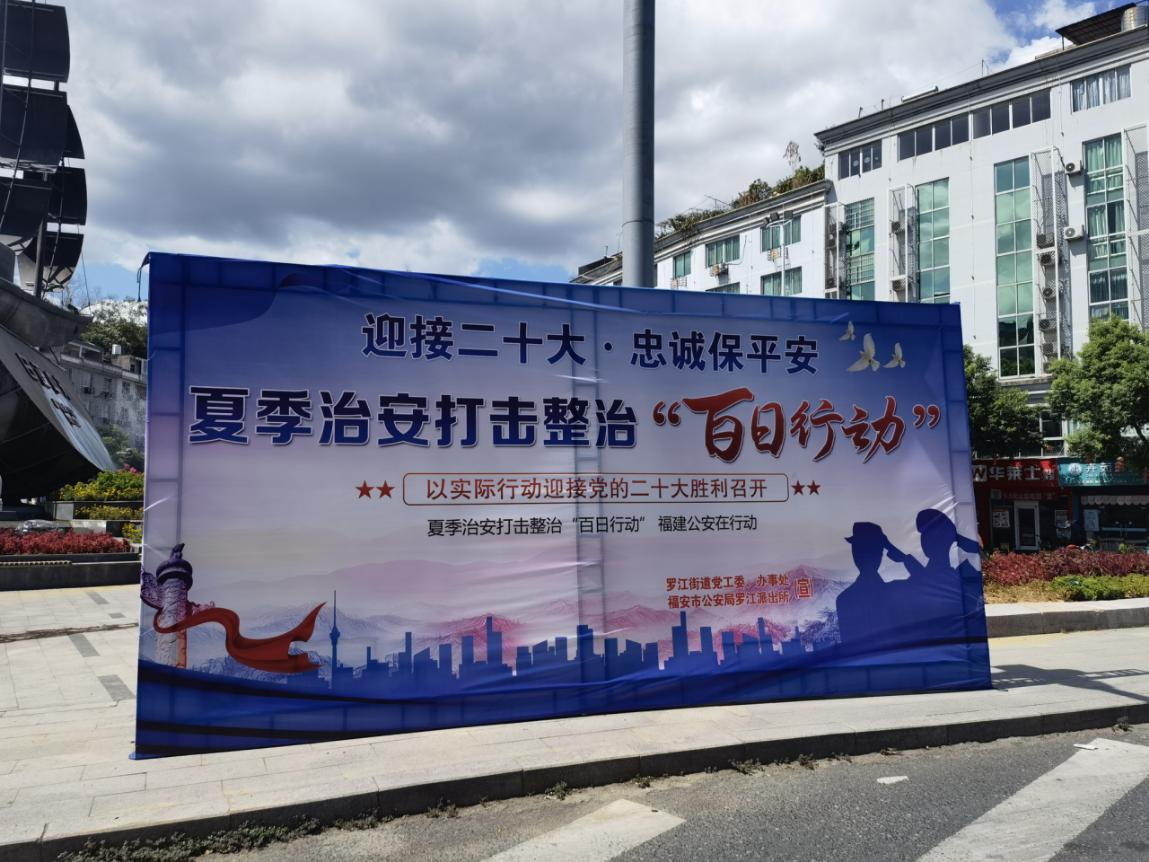 迎接二十大·忠诚保平安
夏季治安打击整治“百日行动”
以实际行动迎接党的二十大胜利召开
夏季治安打击整治“百日行动” 福建公安在行动
罗江街道党工委、办事处
福安市公安局罗江派出所
宣
华莱士